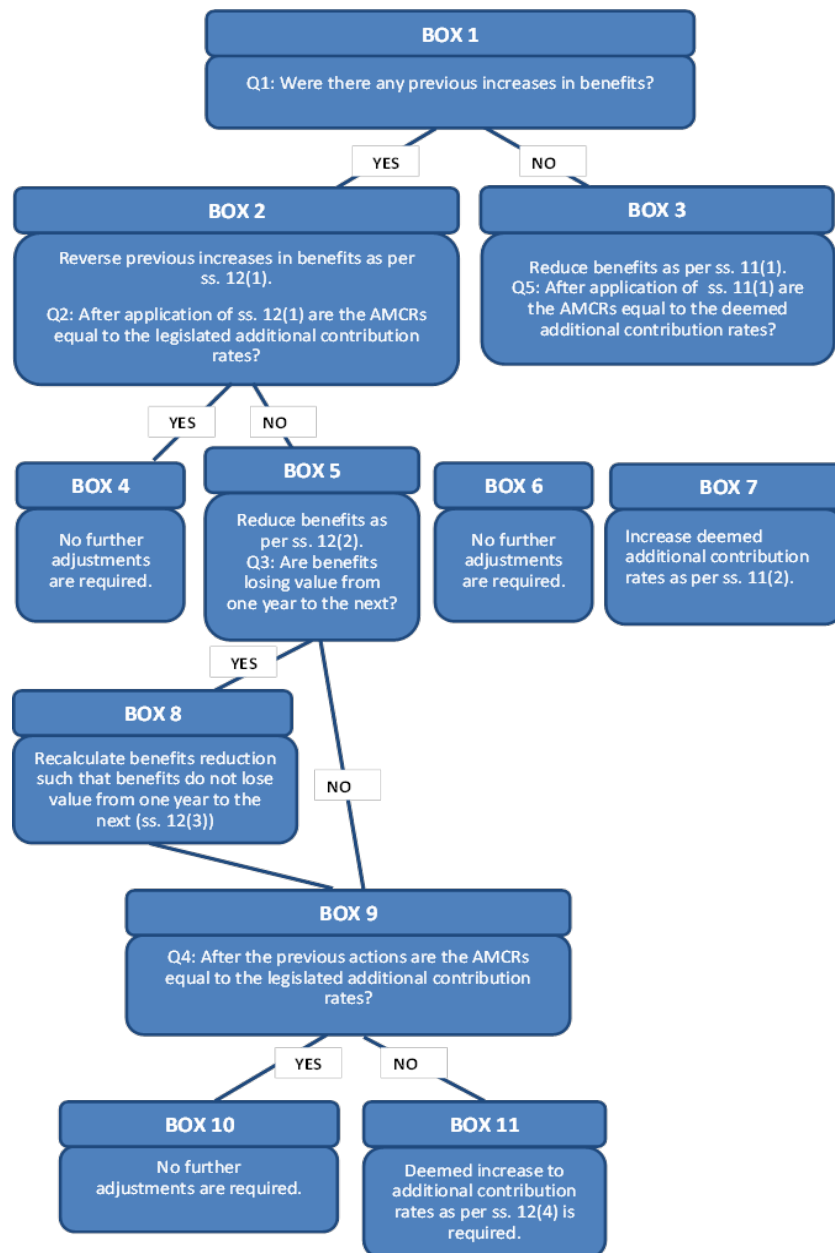 BOX 1
Q1: Were there any previous increases in benefits?
YES
NO
BOX 2
Reverse previous increases in benefits as per
ss. 12(1).
Q2: After application of ss. 12(1) are the AMCRs
equal to the legislated additional contribution
rates?
BOX 3
Reduce benefits as per ss. 11(1).
Q5: After application of ss. 11(1) are
the AMCRs equal to the deemed
additional contribution rates?
YES
NO
BOX 4
No further
adjustments
are required.
BOX 5
Reduce benefits as
per ss. 12(2).
Q3: Are benefits
losing value from
one year to the next?
BOX 6
No further
adjustments
are required.
BOX 7
Increase deemed
additional contribution
rates as per ss. 11(2).
YES
BOX 8
Recalculate benefits reduction
such that benefits do not lose
value from one year to the
next (ss. 12(3))
NO
BOX 9
Q4: After the previous actions are the AMCRs
equal to the legislated additional contribution
rates?
YES
NO
BOX 10
No further
adjustments are required.
BOX 11
Deemed increase to
additional contribution
rates as per ss. 12(4) is
required.